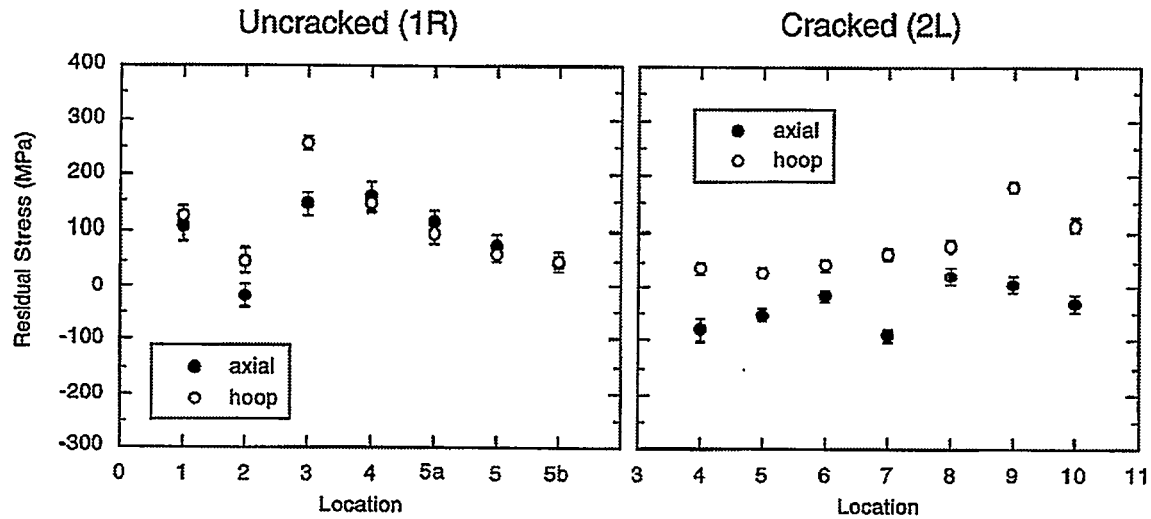 Uncracked (1R)
Cracked (2L)
Residual Stress (MPa)
400
300
200
100
0
-100
-200
-300
axial
hoop
0 1 2 3 4 5a 5 5b
Location
axial
hoop
3 4 5 6 7 8 9 10 11
Location